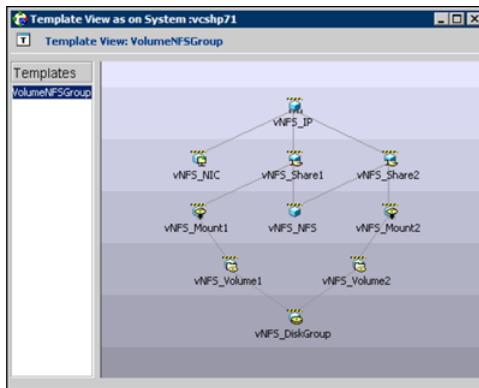 Template View as on System :vcshp71
Template View: VolumeNFSGroup
Templates
VolumeNFSGroup
vNFS_IP
vNFS_NIC vNFS_Share1 vNFS_Share2
vNFS_Mount1 vNFS_NFS vNFS_Mount2
vNFS_Volume1 vNFS_Volume2
vNFS_DiskGroup